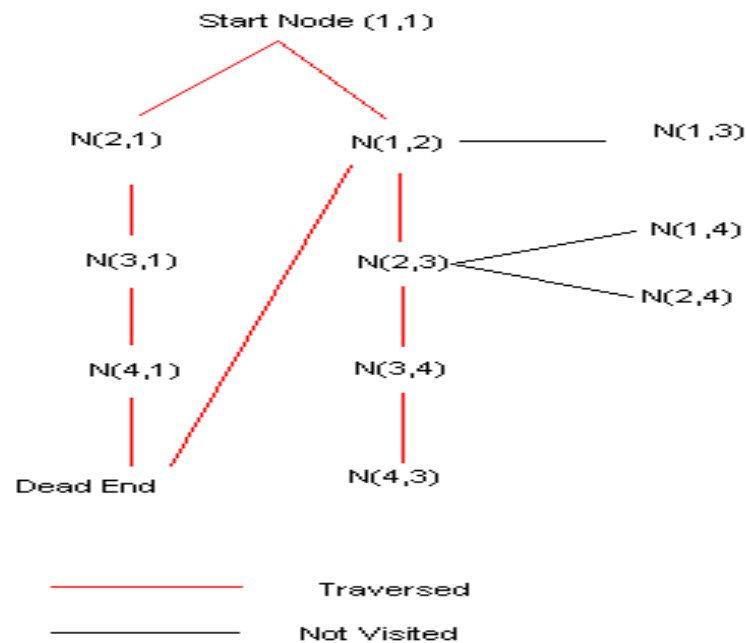 Start Node (1,1)
N(2,1)
N(1,2)
N(1,3)
N(3,1)
N(2,3)
N(1,4)
N(2,4)
N(4,1)
N(3,4)
Dead End
N(4,3)
Traversed
Not Visited